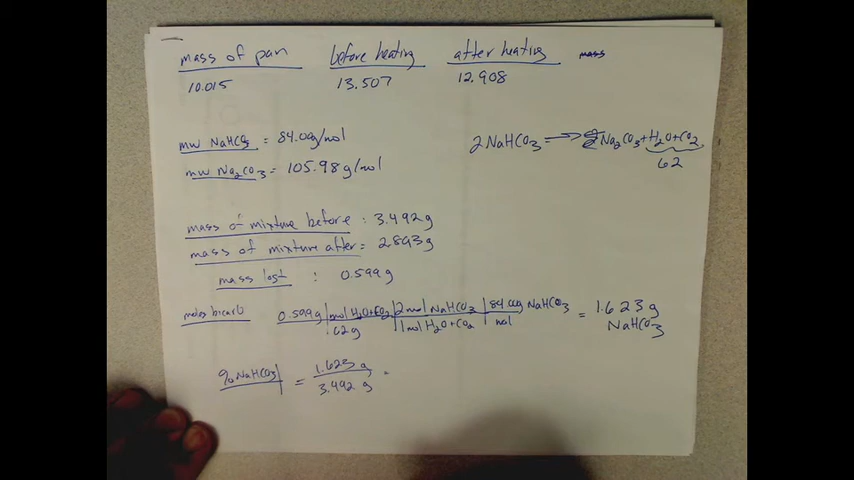 mass of pan before heating after heating mass
10.015 13.507 12.908
mw NaHCO3 = 84.0g/mol
2NaHCO3 → Na2CO3 + H2O + CO2
62
mw Na2CO3 = 105.98g/mol
mass of mixture before : 3.492g
mass of mixture after = 2.893g
mass lost : 0.599g
moles bicarb 0.599g | mol H2O+CO2 | 2 mol NaHCO3 | 84.00g NaHCO3 = 1.623g NaHCO3
62g | 1 mol H2O + CO2 | mol
%NaHCO3 = 1.623 g
3.492 g